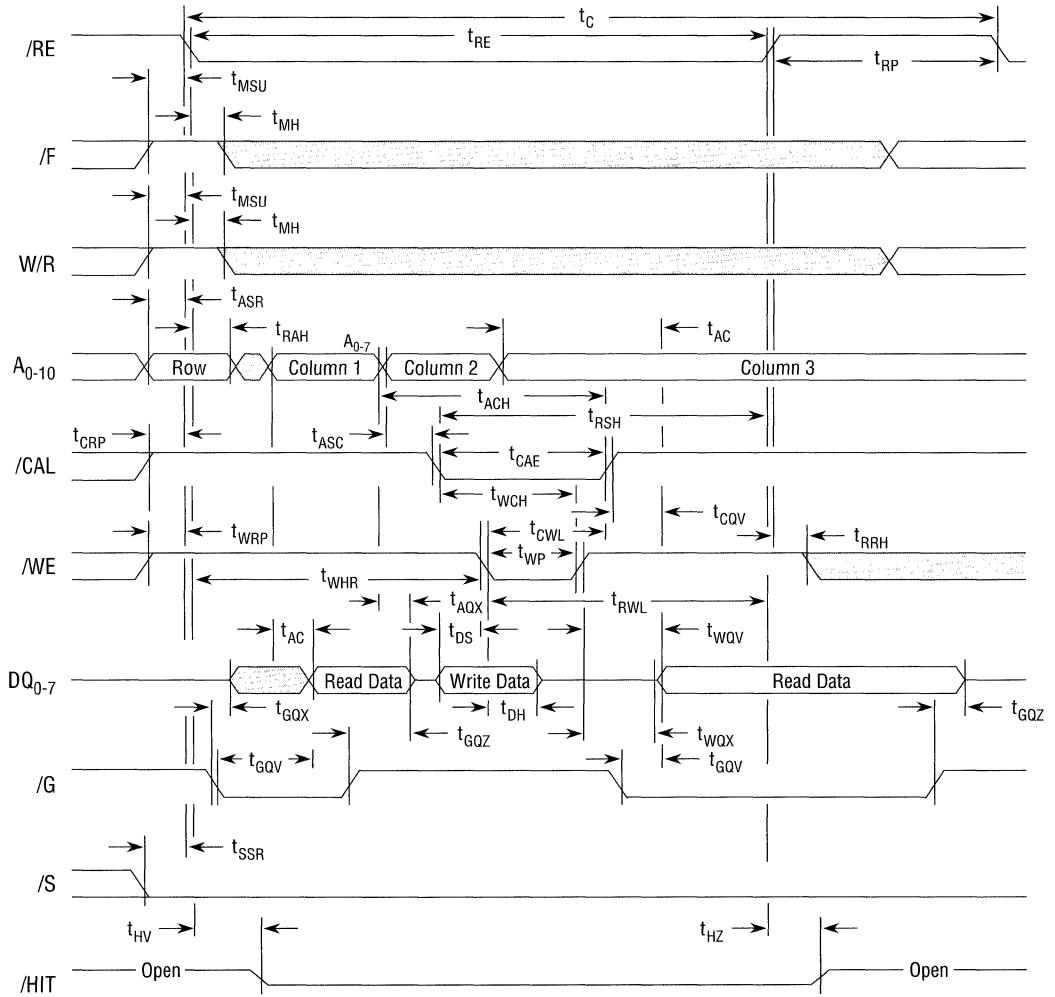 tC
/RE
tRE
tRP
tMSU
tMH
/F
tMSU
tMH
W/R
tASR
tRAH
tAC
A0-7
A0-10
Row
Column 1
Column 2
Column 3
tACH
tRSH
tCRP
tASC
/CAL
tCAE
tWCH
tCQV
tWRP
tCWL
tRRH
/WE
tWP
tWHR
tAQX
tRWL
tAC
tDS
tWQV
DQ0-7
Read Data
Write Data
Read Data
tGQX
tDH
tGQZ
tGQZ
tWQX
tGQV
tGQV
/G
tSSR
/S
tHV
tHZ
Open
Open
/HIT